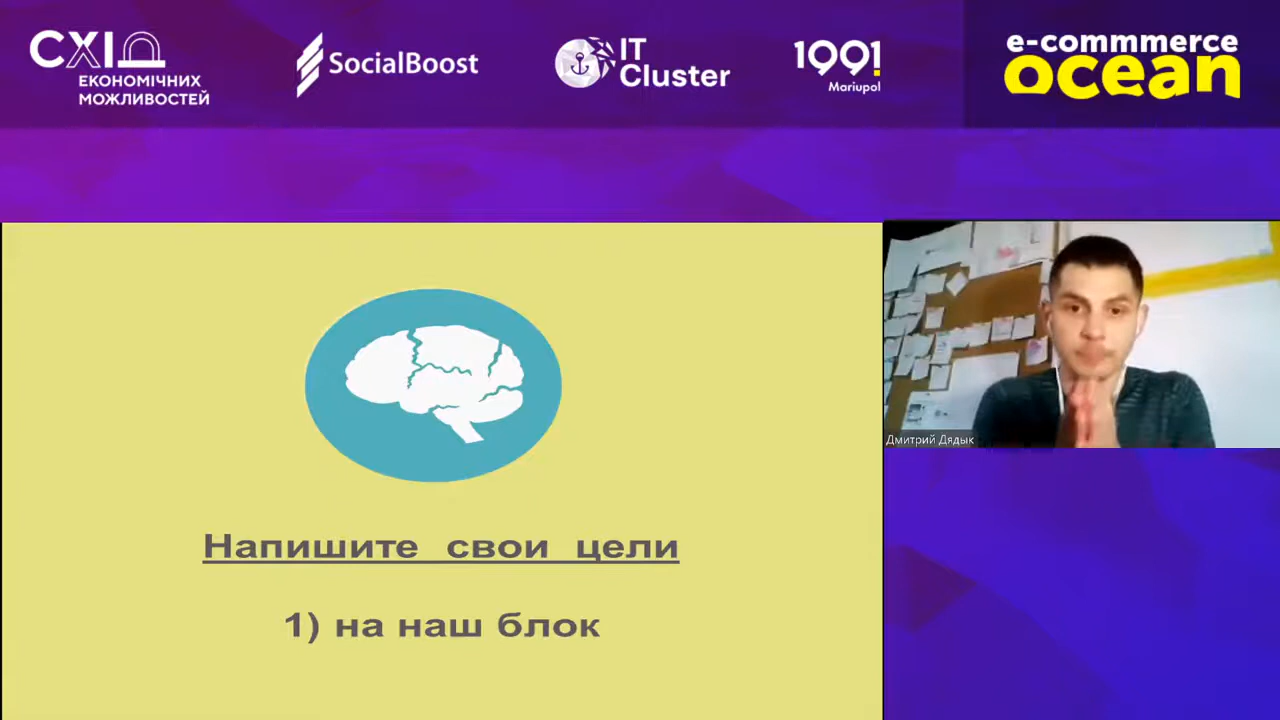 СХІД
ЕКОНОМІЧНИХ
МОЖЛИВОСТЕЙ
SocialBoost
IT
Cluster
1991
Mariupol
e-commmerce
ocean
Дмитрий Дядык
Напишите свои цели
1) на наш блок